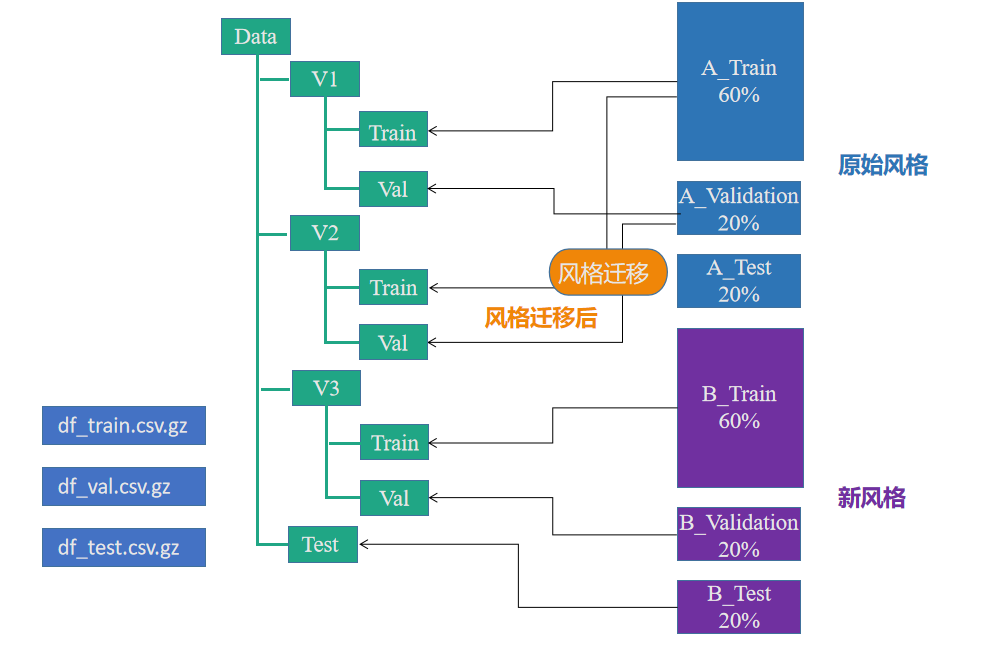 Data
V1
Train
Val
V2
Train
Val
V3
Train
Val
Test
df_train.csv.gz
df_val.csv.gz
df_test.csv.gz
风格迁移
风格迁移后
A_Train
60%
A_Validation
20%
A_Test
20%
原始风格
B_Train
60%
B_Validation
20%
B_Test
20%
新风格